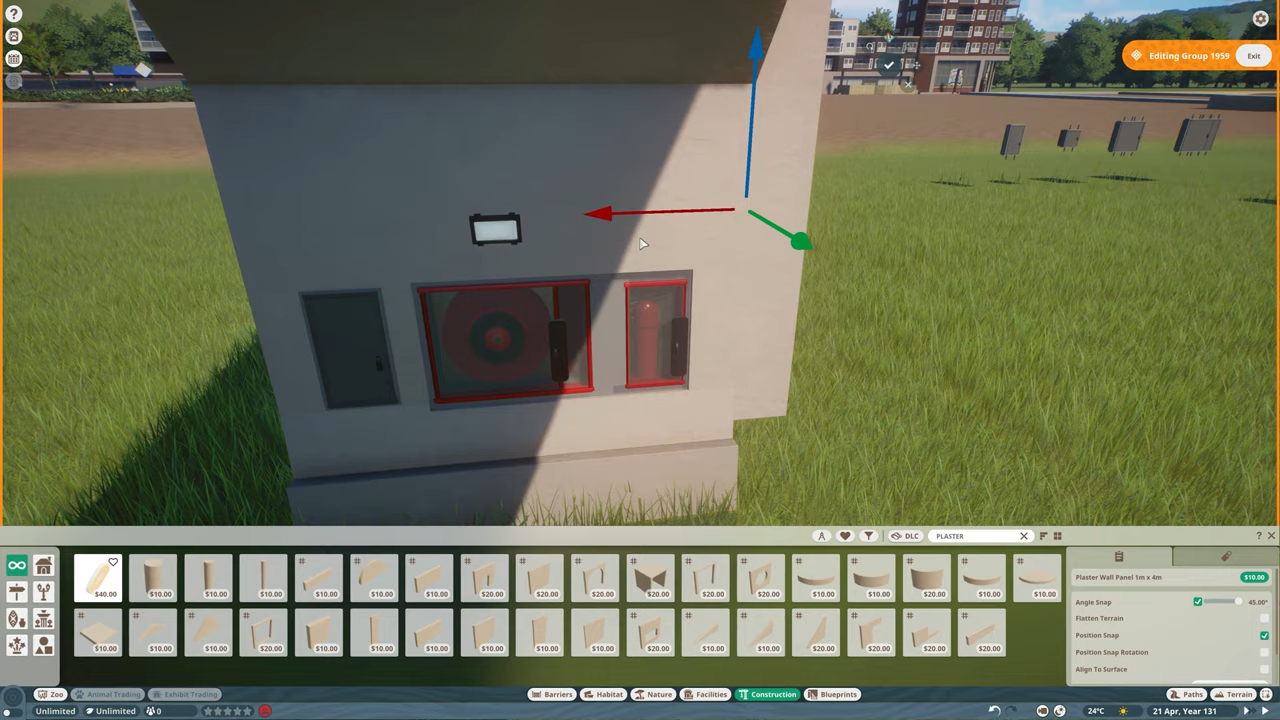 Editing Group 1959
Exit
DLC
PLASTER
$40.00
$10.00
$10.00
$10.00
$10.00
$10.00
$10.00
$20.00
$10.00
$20.00
$20.00
$20.00
$20.00
$10.00
$10.00
$20.00
$10.00
$10.00
$10.00
$10.00
$10.00
$20.00
$10.00
$10.00
$10.00
$10.00
$10.00
$10.00
$20.00
$10.00
$10.00
$20.00
$20.00
$20.00
$10.00
Plaster Wall Panel 1m x 4m
$10.00
Angle Snap
45.00°
Flatten Terrain
Position Snap
Position Snap Rotation
Align To Surface
Zoo
Animal Trading
Exhibit Trading
Barriers
Habitat
Nature
Facilities
Construction
Blueprints
Paths
Terrain
Unlimited
Unlimited
0
24°C
21 Apr, Year 131